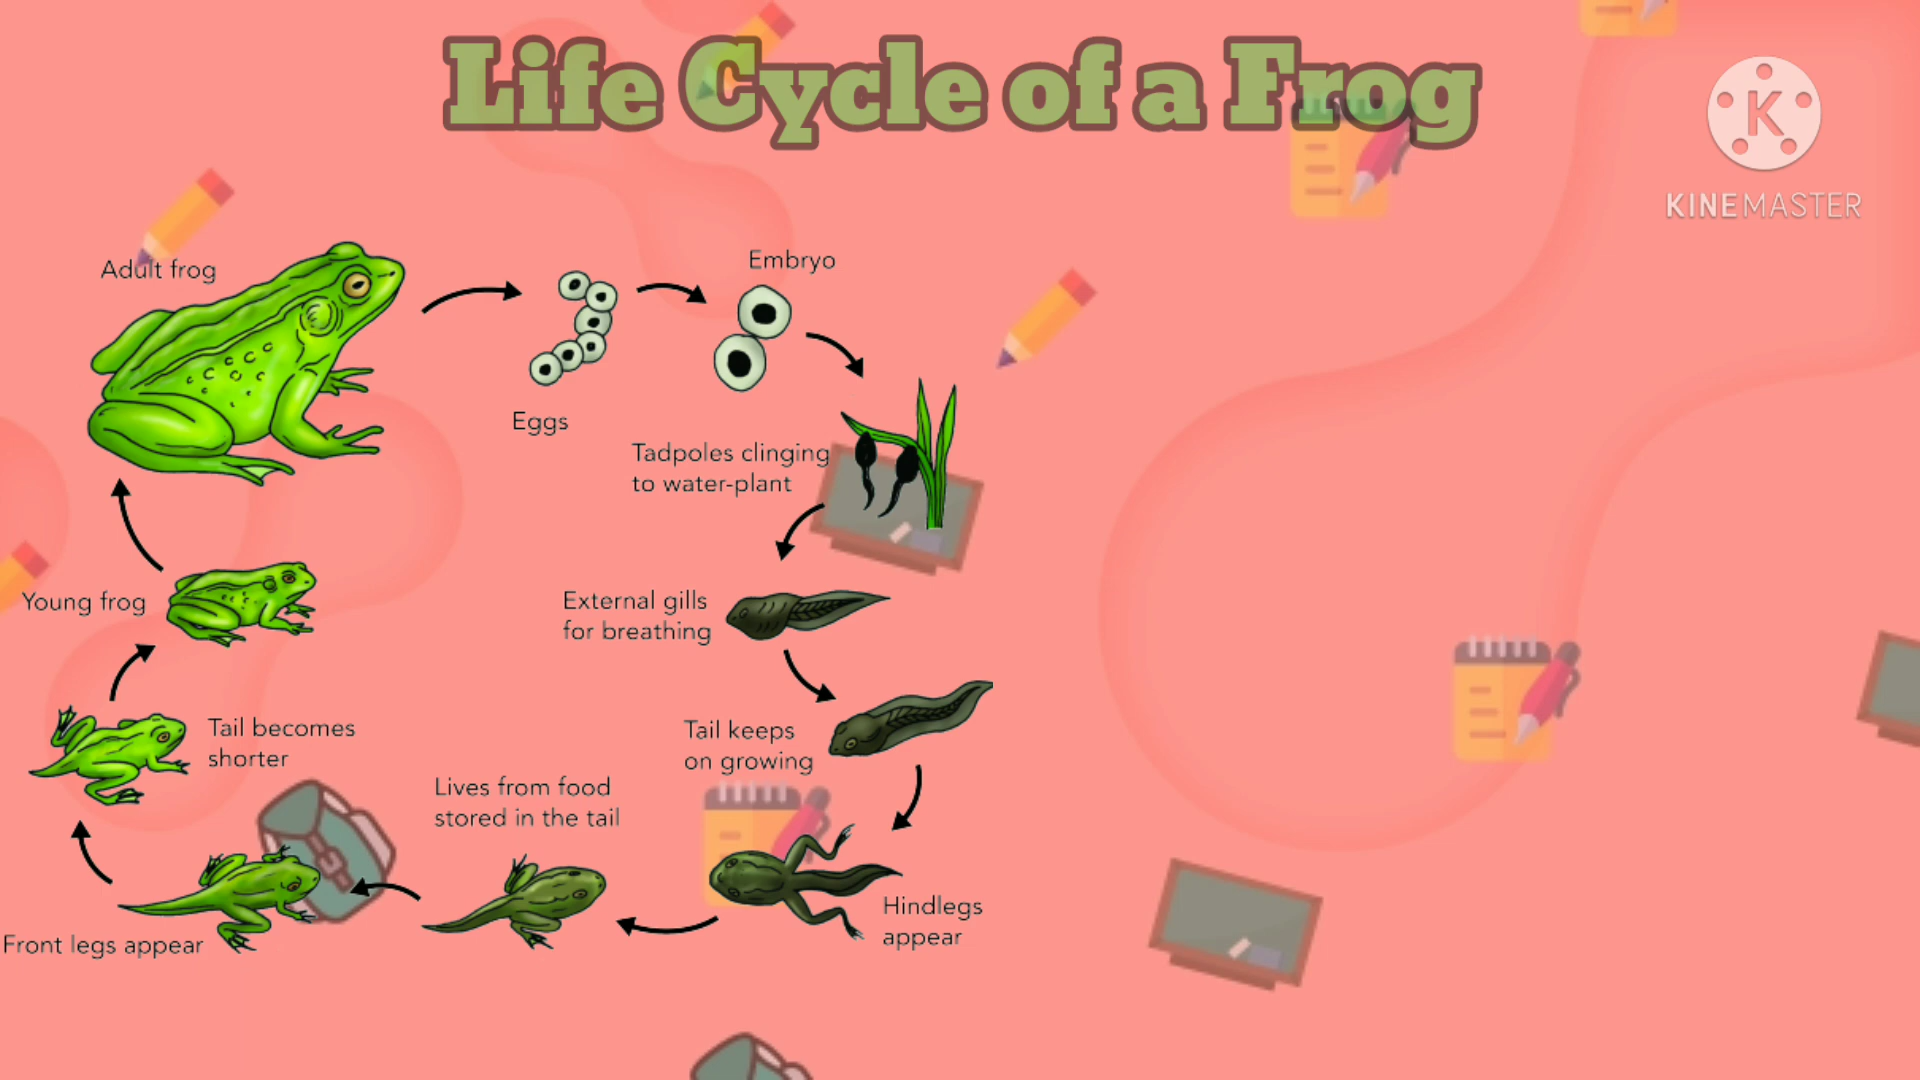 Life Cycle of a Frog
K
KINEMASTER
Adult frog
Eggs
Embryo
Tadpoles clinging
to water-plant
External gills
for breathing
Tail keeps
on growing
Hindlegs
appear
Lives from food
stored in the tail
Front legs appear
Tail becomes
shorter
Young frog